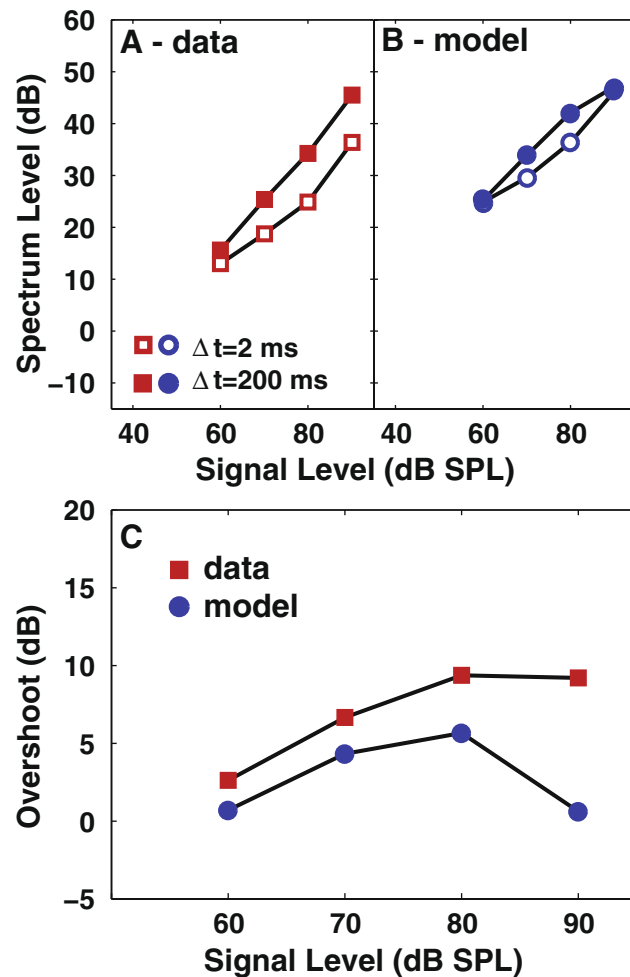 A - data
B - model
60
50
40
30
20
10
0
−10
Spectrum Level (dB)
Δ t=2 ms
Δ t=200 ms
40 60 80 40 60 80
Signal Level (dB SPL)
C
data
model
20
15
10
5
0
−5
Overshoot (dB)
60 70 80 90
Signal Level (dB SPL)